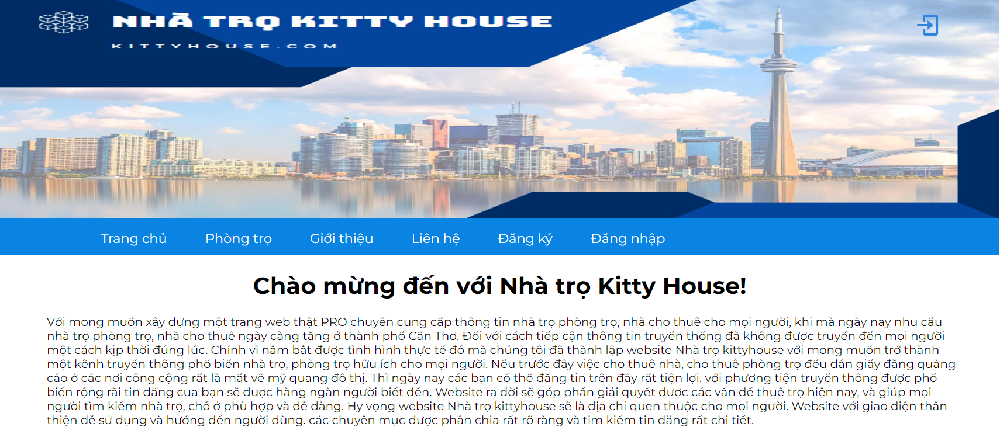 NHÀ TRỌ KITTY HOUSE
KITTYHOUSE.COM
Trang chủ Phòng trọ Giới thiệu Liên hệ Đăng ký Đăng nhập
Chào mừng đến với Nhà trọ Kitty House!
Với mong muốn xây dựng một trang web thật PRO chuyên cung cấp thông tin nhà trọ phòng trọ, nhà cho thuê cho mọi người, khi mà ngày nay nhu cầu
nhà trọ phòng trọ, nhà cho thuê ngày càng tăng ở thành phố Cần Thơ. Đối với cách tiếp cận thông tin truyền thống đã không được truyền đến mọi người
một cách kịp thời đúng lúc. Chính vì nắm bắt được tình hình thực tế đó mà chúng tôi đã thành lập website Nhà trọ kittyhouse với mong muốn trở thành
một kênh truyền thông phổ biến nhà trọ, phòng trọ hữu ích cho mọi người. Nếu trước đây việc cho thuê nhà, cho thuê phòng trọ đều dán giấy đăng quảng
cáo ở các nơi công cộng rất là mất vẽ mỹ quang đô thị. Thì ngày nay các bạn có thể đăng tin trên đây rất tiện lợi. với phương tiện truyền thông được phổ
biến rộng rãi tin đăng của bạn sẽ được hàng ngàn người biết đến. Website ra đời sẽ góp phần giải quyết được các vấn đề thuê trọ hiện nay, và giúp mọi
người tìm kiếm nhà trọ, chỗ ở phù hợp và dễ dàng. Hy vọng website Nhà trọ kittyhouse sẽ là địa chỉ quen thuộc cho mọi người. Website với giao diện thân
thiện dễ sử dụng và hướng đến người dùng. các chuyên mục được phân chia rất rõ ràng và tim kiếm tin đăng rất chi tiết.